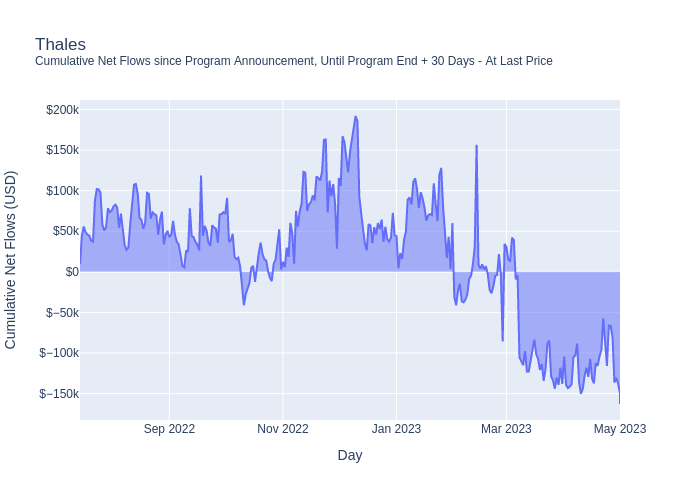 Thales
Cumulative Net Flows since Program Announcement, Until Program End + 30 Days - At Last Price
$200k
$150k
$100k
$50k
$0
$−50k
$−100k
$−150k
Cumulative Net Flows (USD)
Sep 2022
Nov 2022
Jan 2023
Mar 2023
May 2023
Day